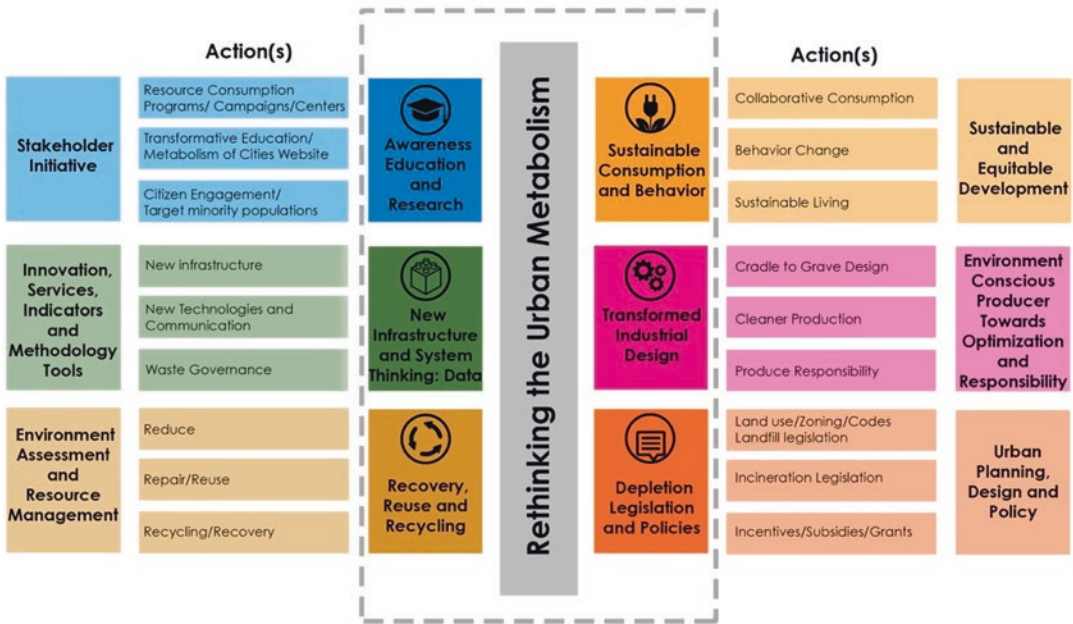 Action(s)
Stakeholder
Initiative
Resource Consumption
Programs/ Campaigns/Centers
Transformative Education/
Metabolism of Cities Website
Citizen Engagement/
Target minority populations
Awareness
Education and
Research
Innovation,
Services,
Indicators and
Methodology
Tools
New infrastructure
New Technologies and
Communication
Waste Governance
New
Infrastructure
and System
Thinking: Data
Environment
Assessment and
Resource
Management
Reduce
Repair/Reuse
Recycling/Recovery
Recovery,
Reuse and
Recycling
Rethinking the Urban Metabolism
Action(s)
Sustainable
Consumption
and Behavior
Collaborative Consumption
Behavior Change
Sustainable Living
Sustainable
and
Equitable
Development
Transformed
Industrial
Design
Cradle to Grave Design
Cleaner Production
Produce Responsibility
Environment
Conscious
Producer
Towards
Optimization
and
Responsibility
Depletion
Legislation
and Policies
Land use/Zoning/Codes
Landfill legislation
Incineration Legislation
Incentives/Subsidies/Grants
Urban
Planning,
Design and
Policy